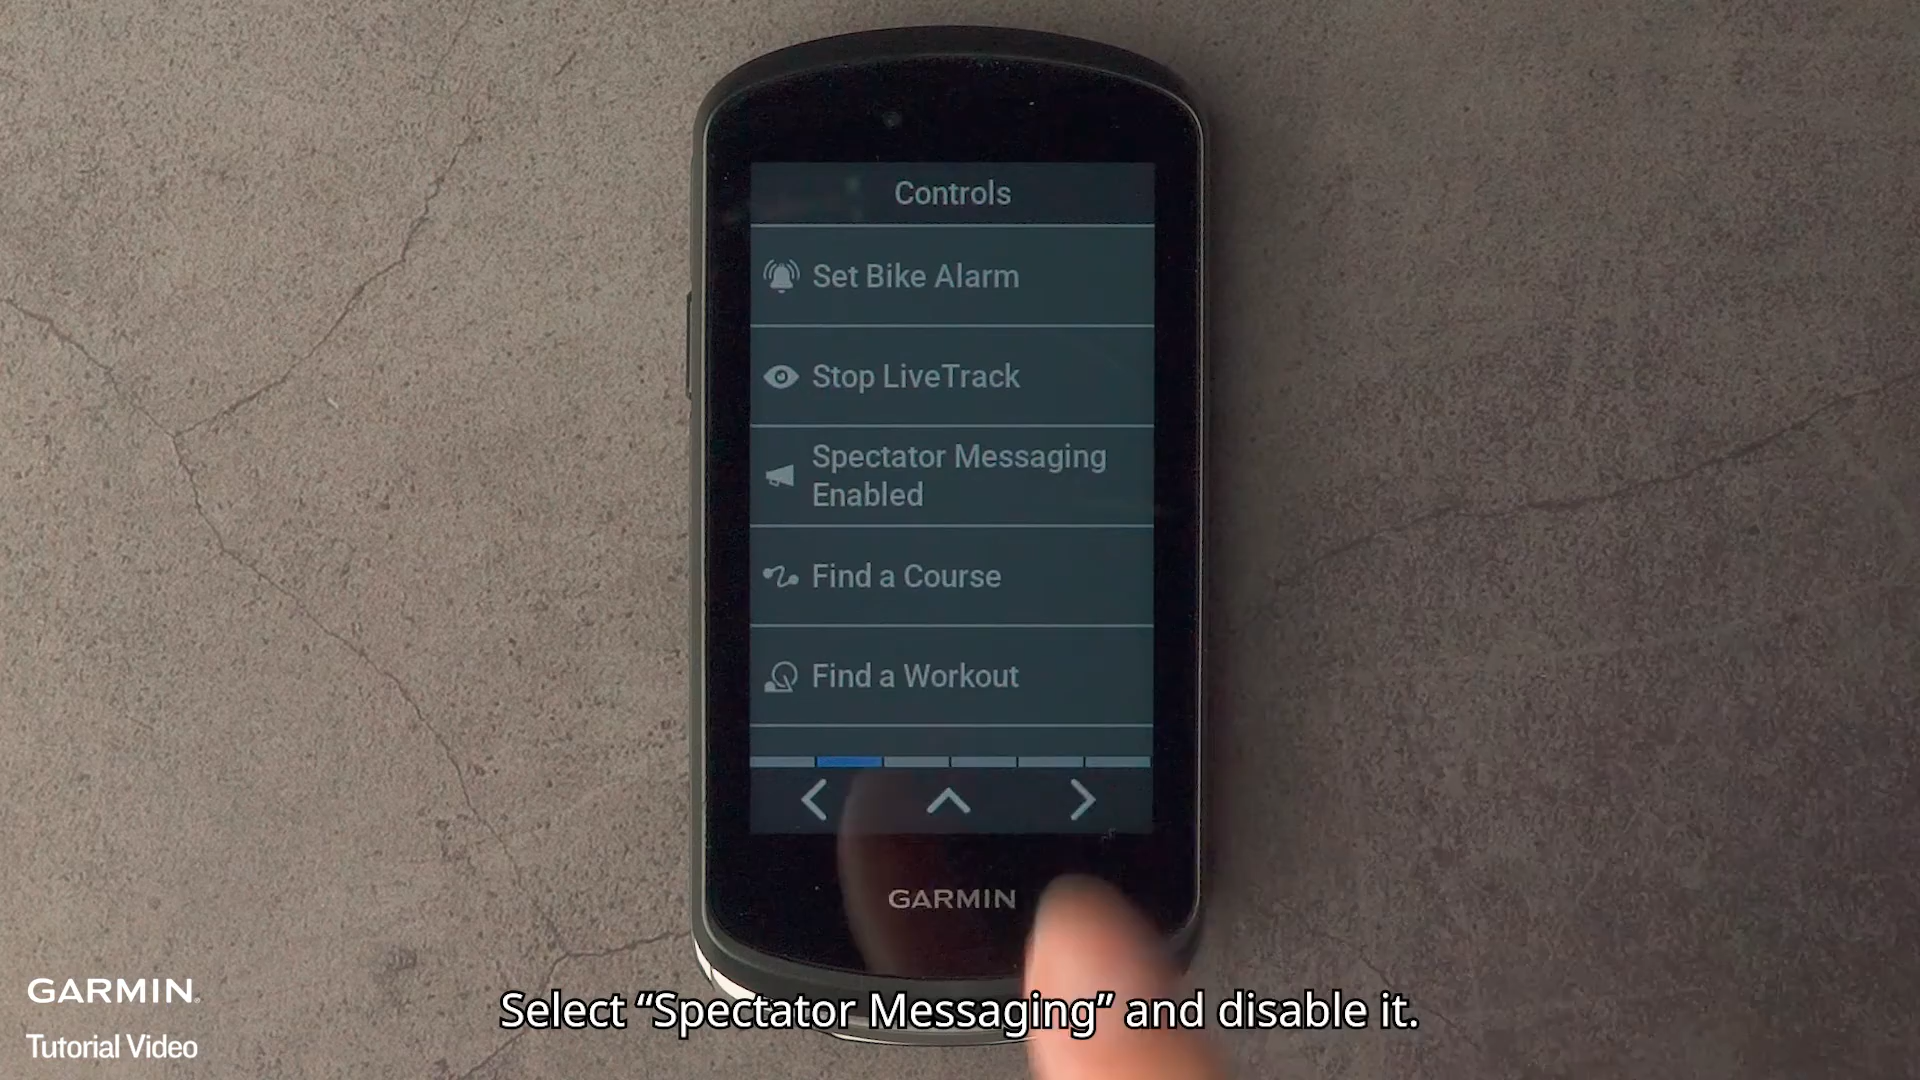 Controls
Set Bike Alarm
Stop LiveTrack
Spectator Messaging
Enabled
Find a Course
Find a Workout
GARMIN
GARMIN
Tutorial Video
Select “Spectator Messaging” and disable it.